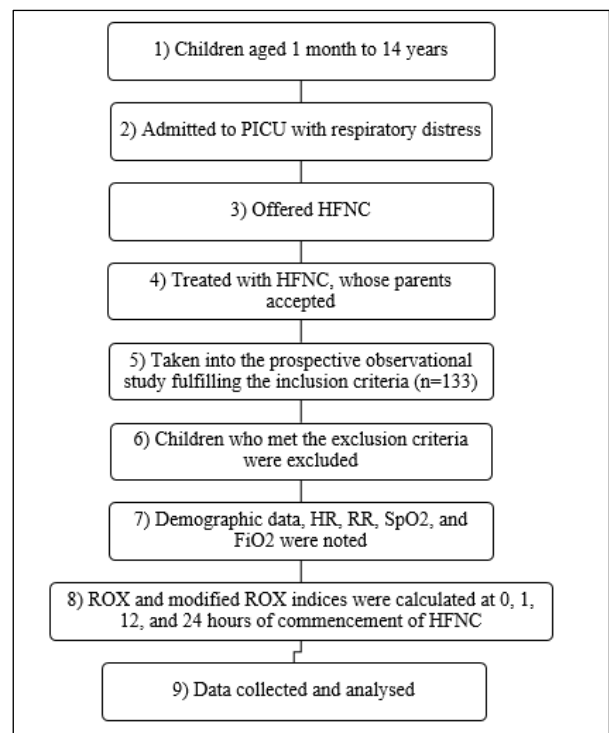 1) Children aged 1 month to 14 years
2) Admitted to PICU with respiratory distress
3) Offered HFNC
4) Treated with HFNC, whose parents
accepted
5) Taken into the prospective observational
study fulfilling the inclusion criteria (n=133)
6) Children who met the exclusion criteria
were excluded
7) Demographic data, HR, RR, SpO2, and
FiO2 were noted
8) ROX and modified ROX indices were calculated at 0, 1,
12, and 24 hours of commencement of HFNC
9) Data collected and analysed